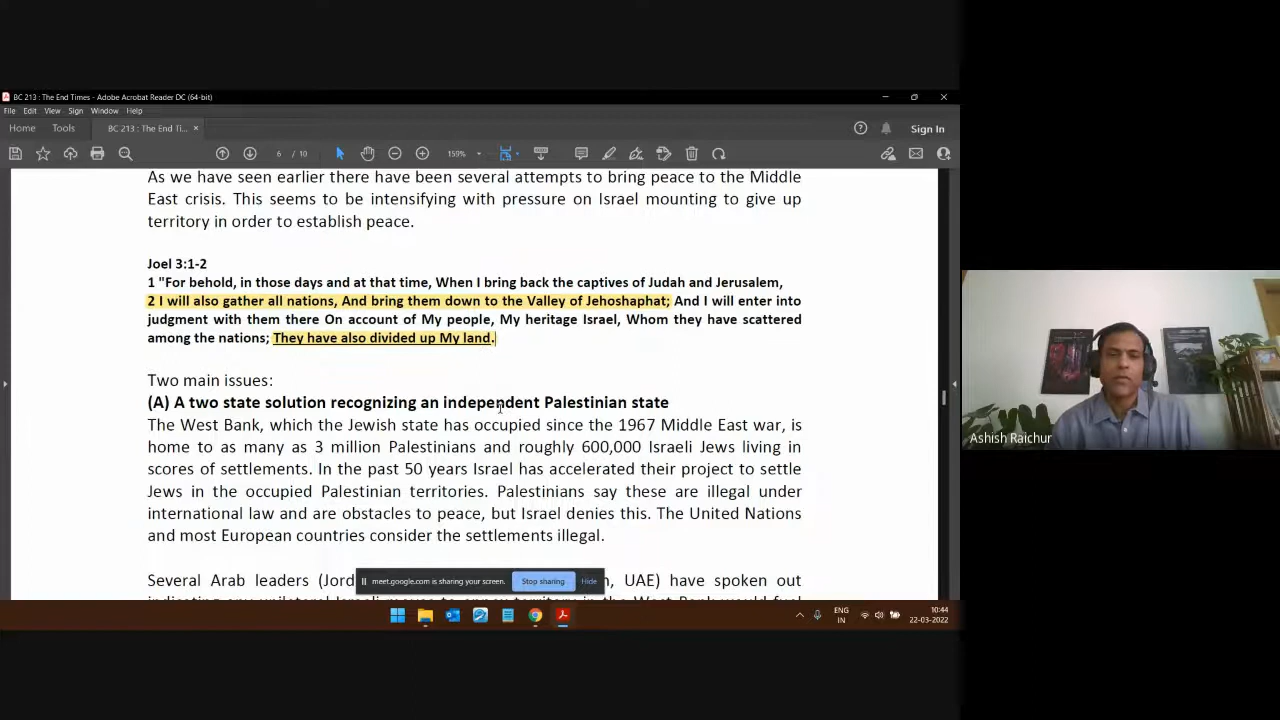 BC 213 : The End Times - Adobe Acrobat Reader DC (64-bit)
File Edit View Sign Window Help
Home Tools BC 213 : The End Ti... × Sign In
6 / 10 159%
As we have seen earlier there have been several attempts to bring peace to the Middle
East crisis. This seems to be intensifying with pressure on Israel mounting to give up
territory in order to establish peace.
Joel 3:1-2
1 "For behold, in those days and at that time, When I bring back the captives of Judah and Jerusalem,
2 I will also gather all nations, And bring them down to the Valley of Jehoshaphat; And I will enter into
judgment with them there On account of My people, My heritage Israel, Whom they have scattered
among the nations; They have also divided up My land.
Two main issues:
(A) A two state solution recognizing an independent Palestinian state
The West Bank, which the Jewish state has occupied since the 1967 Middle East war, is
home to as many as 3 million Palestinians and roughly 600,000 Israeli Jews living in
scores of settlements. In the past 50 years Israel has accelerated their project to settle
Jews in the occupied Palestinian territories. Palestinians say these are illegal under
international law and are obstacles to peace, but Israel denies this. The United Nations
and most European countries consider the settlements illegal.
Several Arab leaders (Jord n, UAE) have spoken out
meet.google.com is sharing your screen. Stop sharing Hide
ENG
IN
10:44
22-03-2022
Ashish Raichur